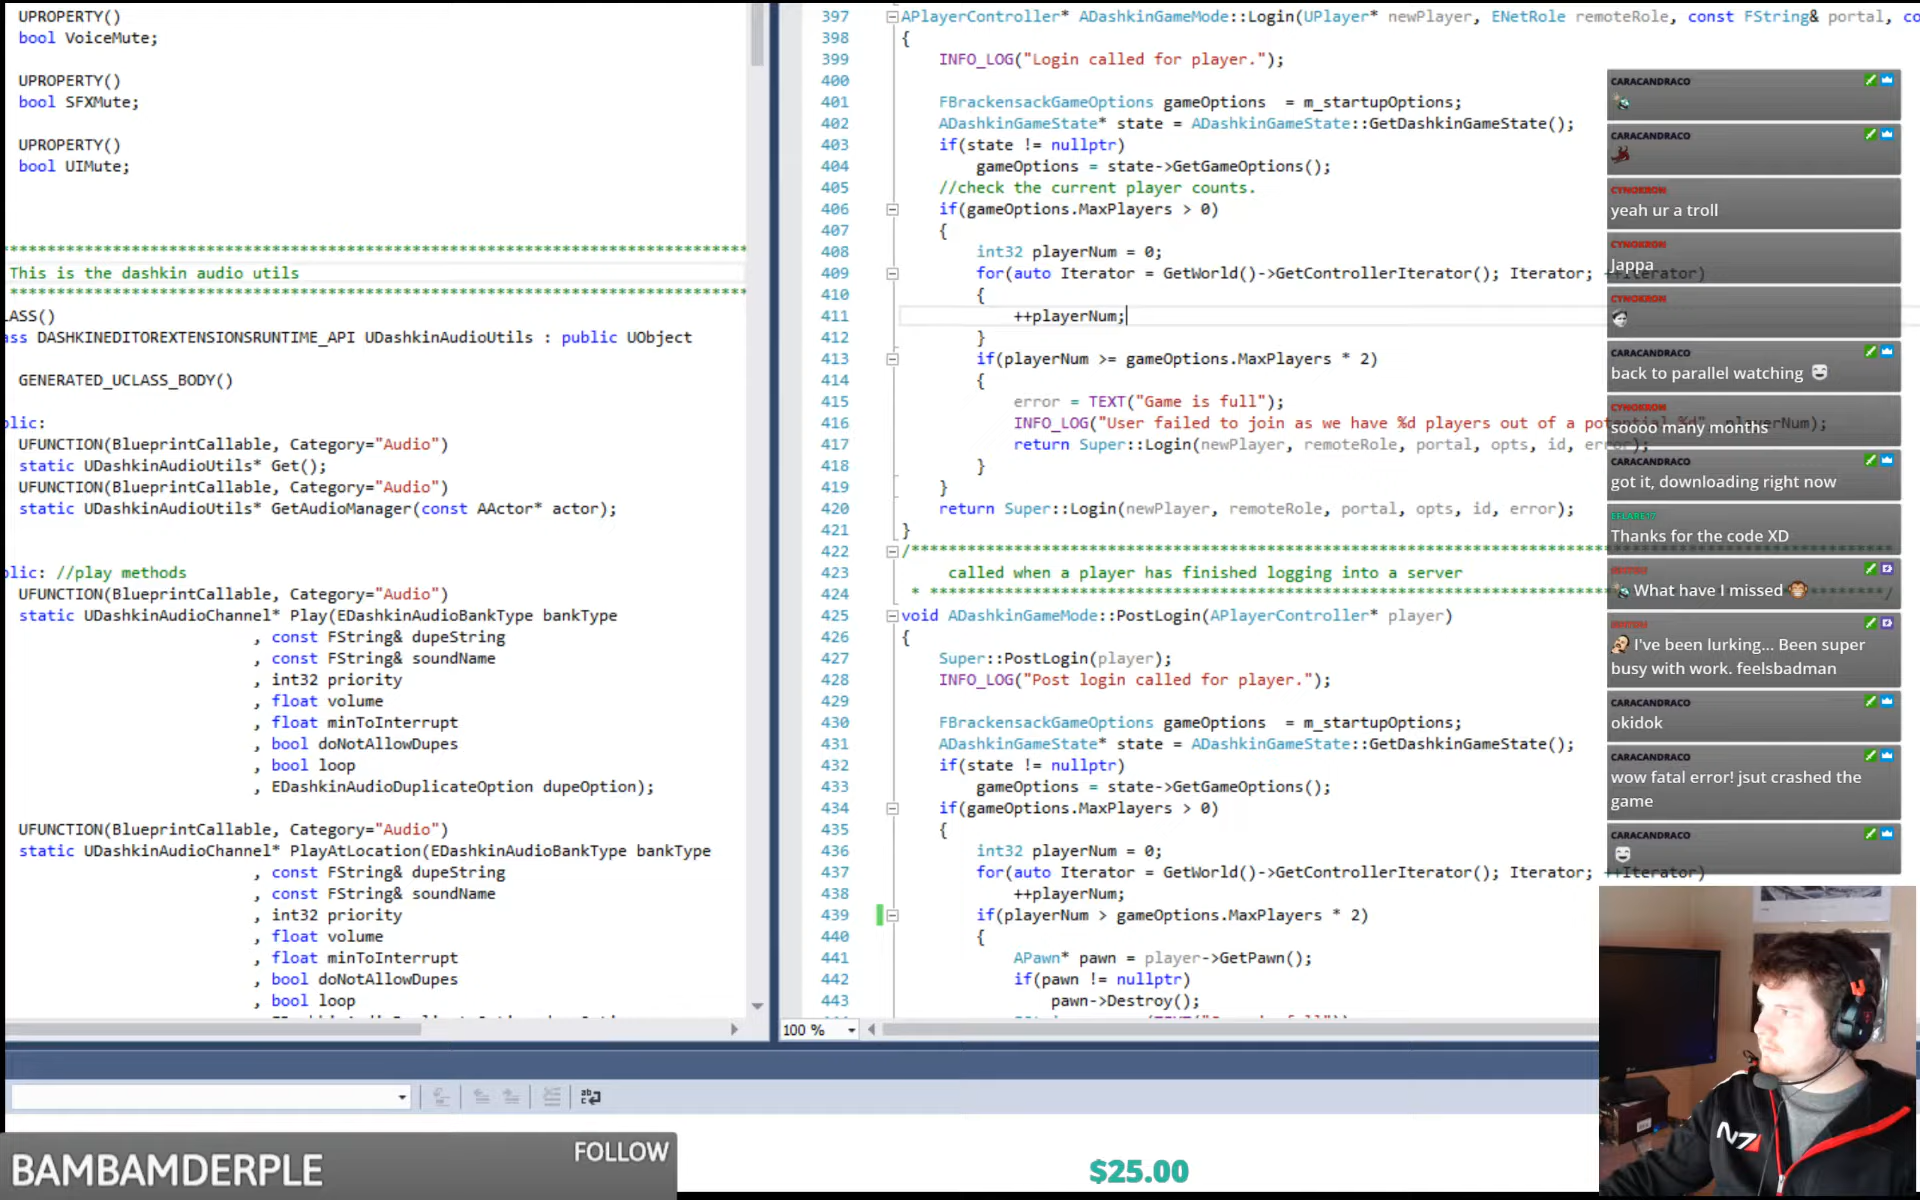 UPROPERTY()
bool VoiceMute;
UPROPERTY()
bool SFXMute;
UPROPERTY()
bool UIMute;
**********************************************************************************
This is the dashkin audio utils
**********************************************************************************
LASS()
ass DASHKINEDITOREXTENSIONSRUNTIME_API UDashkinAudioUtils : public UObject
GENERATED_UCLASS_BODY()
blic:
UFUNCTION(BlueprintCallable, Category="Audio")
static UDashkinAudioUtils* Get();
UFUNCTION(BlueprintCallable, Category="Audio")
static UDashkinAudioUtils* GetAudioManager(const AActor* actor);
blic: //play methods
UFUNCTION(BlueprintCallable, Category="Audio")
static UDashkinAudioChannel* Play(EDashkinAudioBankType bankType
, const FString& dupeString
, const FString& soundName
, int32 priority
, float volume
, float minToInterrupt
, bool doNotAllowDupes
, bool loop
, EDashkinAudioDuplicateOption dupeOption);
UFUNCTION(BlueprintCallable, Category="Audio")
static UDashkinAudioChannel* PlayAtLocation(EDashkinAudioBankType bankType
, const FString& dupeString
, const FString& soundName
, int32 priority
, float volume
, float minToInterrupt
, bool doNotAllowDupes
, bool loop
397 APlayerController* ADashkinGameMode::Login(UPlayer* newPlayer, ENetRole remoteRole, const FString& portal, co
398 {
399 INFO_LOG("Login called for player.");
400
401 FBrackensackGameOptions gameOptions = m_startupOptions;
402 ADashkinGameState* state = ADashkinGameState::GetDashkinGameState();
403 if(state != nullptr)
404 gameOptions = state->GetGameOptions();
405 //check the current player counts.
406 if(gameOptions.MaxPlayers > 0)
407 {
408 int32 playerNum = 0;
409 for(auto Iterator = GetWorld()->GetControllerIterator(); Iterator; ++Iterator)
410 {
411 ++playerNum;
412 }
413 if(playerNum >= gameOptions.MaxPlayers * 2)
414 {
415 error = TEXT("Game is full");
416 INFO_LOG("User failed to join as we have %d players out of a potential %d", playerNum);
417 return Super::Login(newPlayer, remoteRole, portal, opts, id, error);
418 }
419 }
420 return Super::Login(newPlayer, remoteRole, portal, opts, id, error);
421 }
422 /**********************************************************************************
423 called when a player has finished logging into a server
424 * **********************************************************************************/
425 void ADashkinGameMode::PostLogin(APlayerController* player)
426 {
427 Super::PostLogin(player);
428 INFO_LOG("Post login called for player.");
429
430 FBrackensackGameOptions gameOptions = m_startupOptions;
431 ADashkinGameState* state = ADashkinGameState::GetDashkinGameState();
432 if(state != nullptr)
433 gameOptions = state->GetGameOptions();
434 if(gameOptions.MaxPlayers > 0)
435 {
436 int32 playerNum = 0;
437 for(auto Iterator = GetWorld()->GetControllerIterator(); Iterator; ++Iterator)
438 ++playerNum;
439 if(playerNum > gameOptions.MaxPlayers * 2)
440 {
441 APawn* pawn = player->GetPawn();
442 if(pawn != nullptr)
443 pawn->Destroy();
100 %
CARACANDRACO
CARACANDRACO
CYNOKRON
yeah ur a troll
CYNOKRON
Jappa
CYNOKRON
CARACANDRACO
back to parallel watching
CYNOKRON
soooo many months
CARACANDRACO
got it, downloading right now
Thanks for the code XD
What have I missed
I've been lurking... Been super
busy with work. feelsbadman
CARACANDRACO
okidok
CARACANDRACO
wow fatal error! jsut crashed the
game
CARACANDRACO
N7
BAMBAMDERPLE
FOLLOW
$25.00